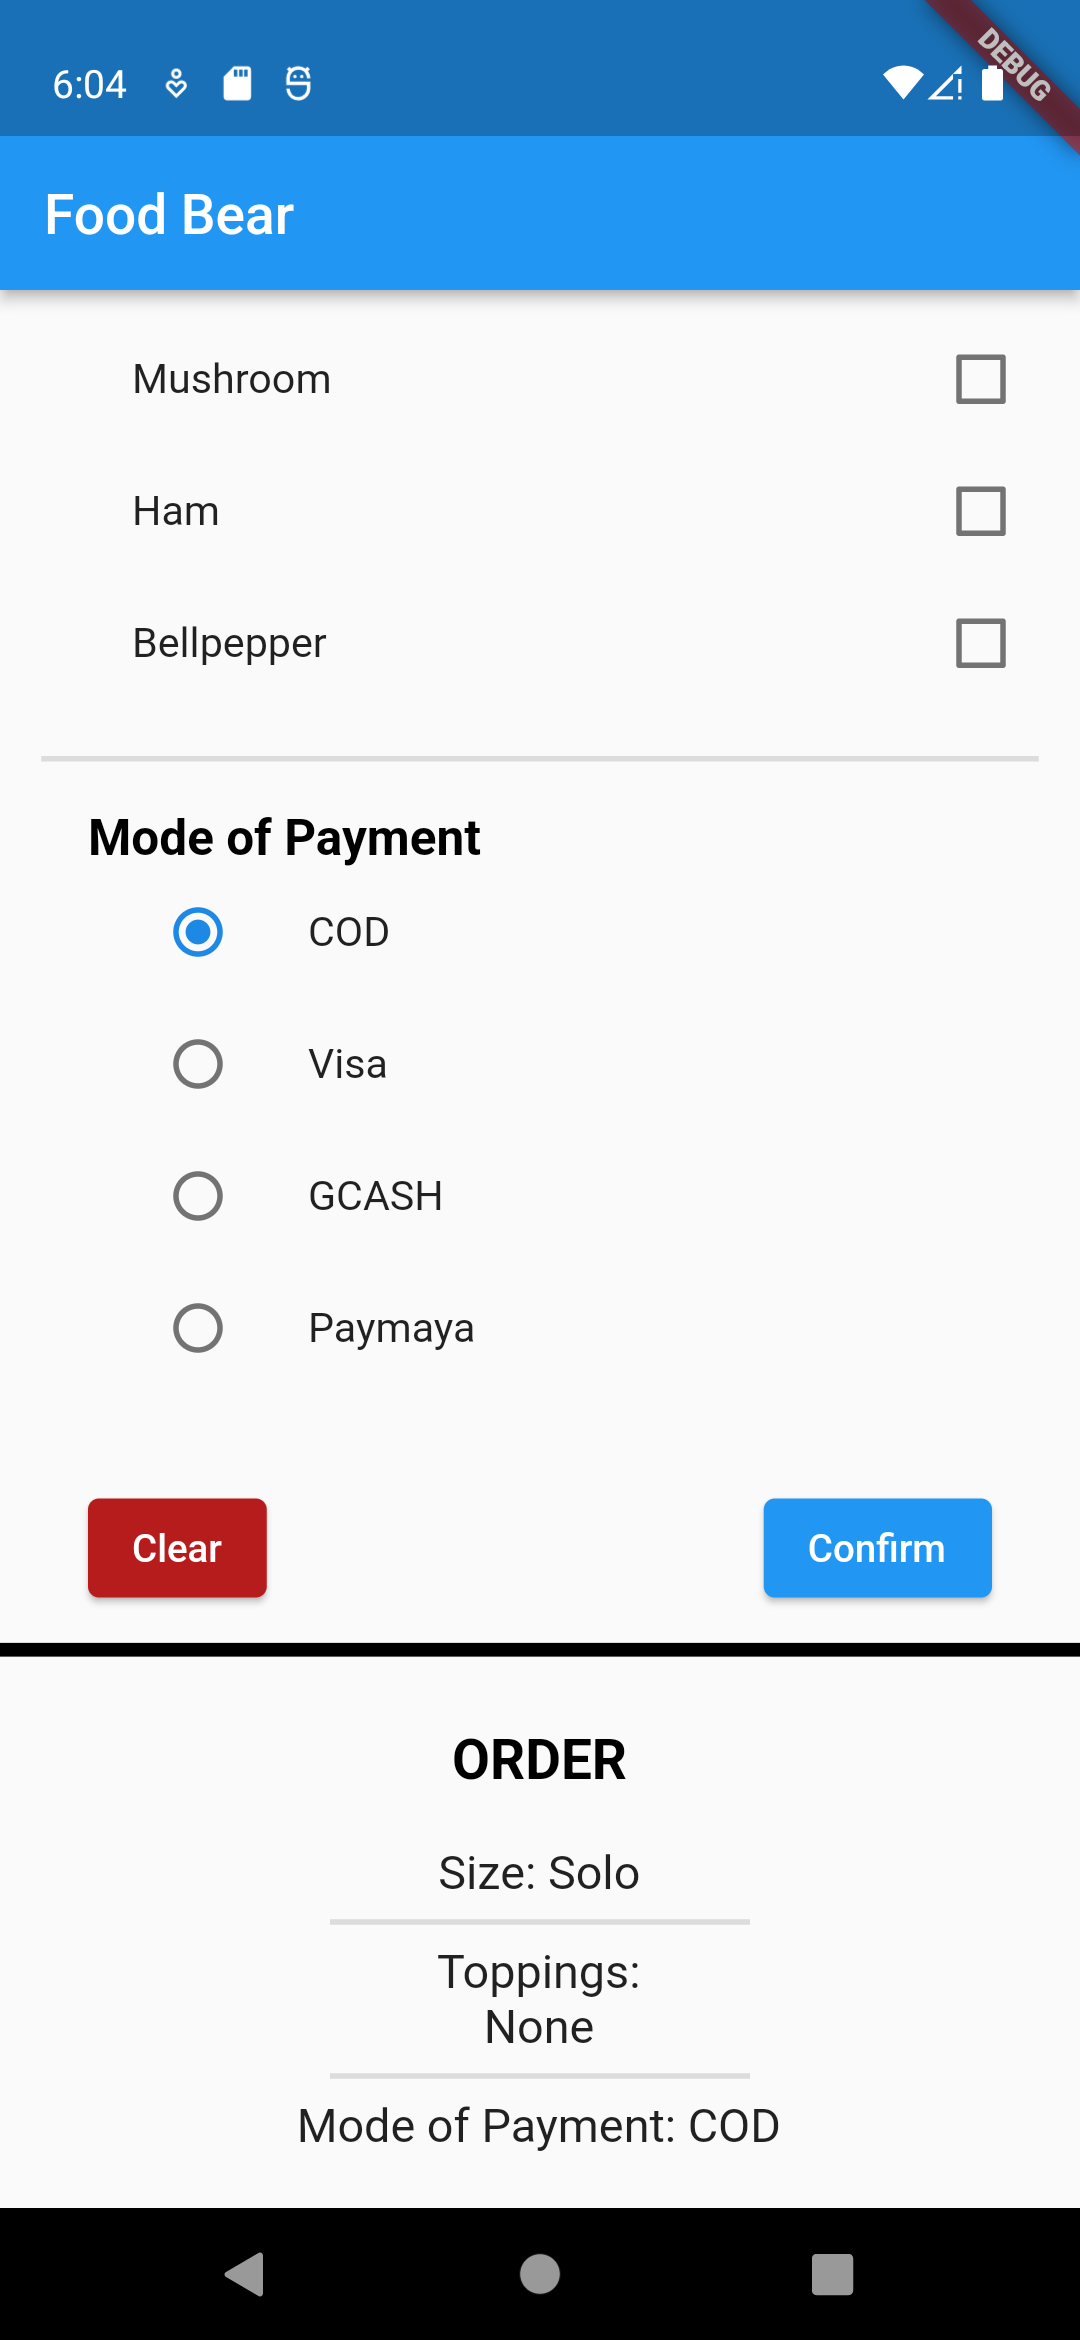 6:04
DEBUG
Food Bear
Mushroom
Ham
Bellpepper
Mode of Payment
COD
Visa
GCASH
Paymaya
Clear
Confirm
ORDER
Size: Solo
Toppings:
None
Mode of Payment: COD